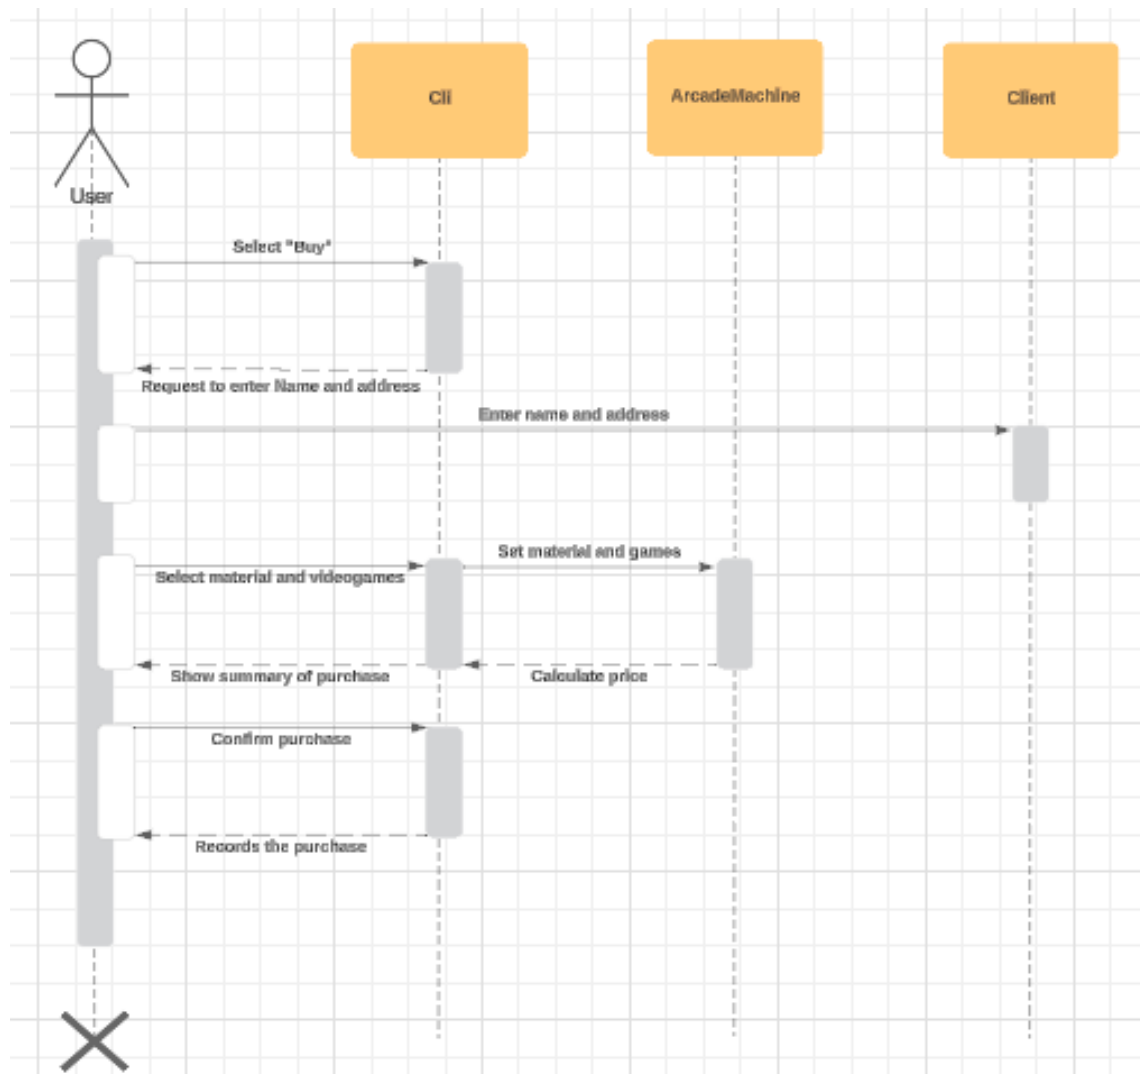 Cli
ArcadeMachine
Client
User
Select "Buy"
Request to enter Name and address
Enter name and address
Set material and games
Select material and videogames
Show summary of purchase
Calculate price
Confirm purchase
Records the purchase